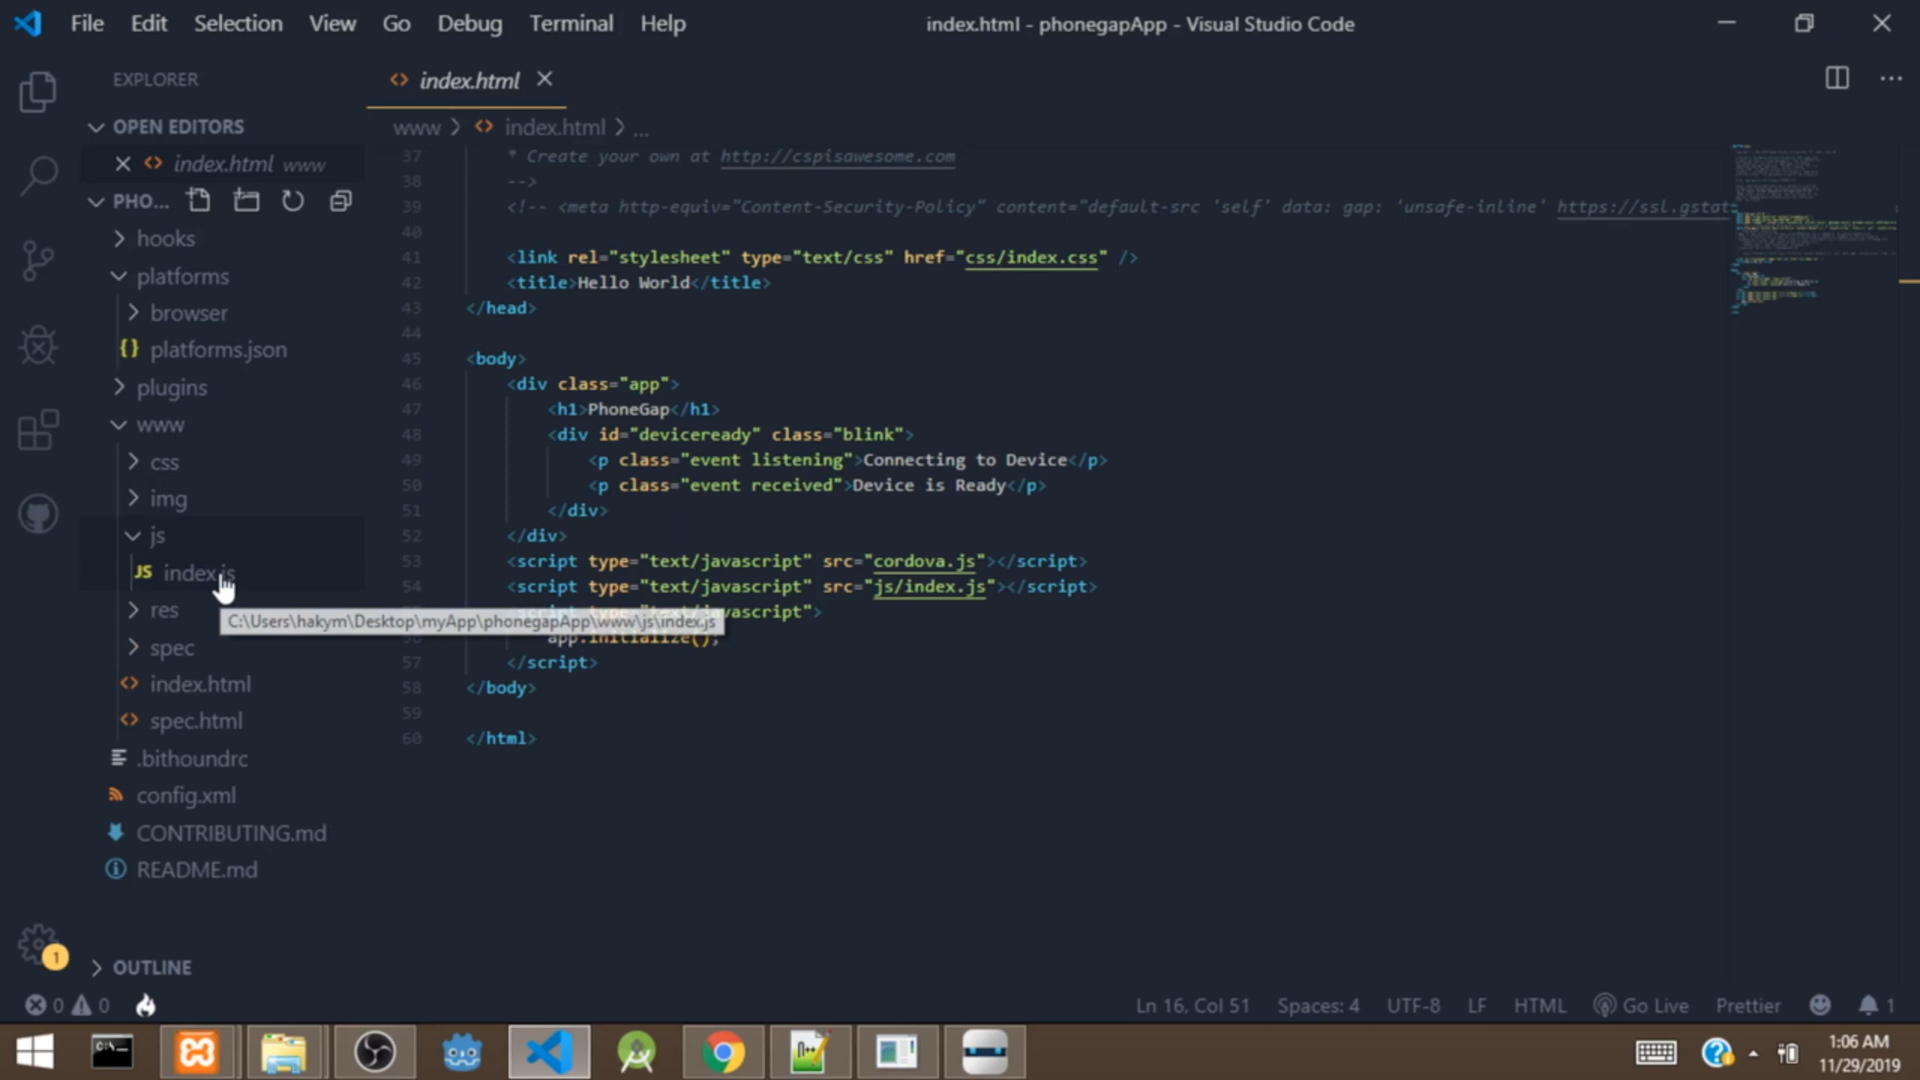 File Edit Selection View Go Debug Terminal Help
index.html - phonegapApp - Visual Studio Code
EXPLORER
OPEN EDITORS
index.html www
PHO...
hooks
platforms
browser
{} platforms.json
plugins
www
css
img
js
JS index.js
res
C:\Users\hakym\Desktop\myApp\phonegapApp\www\js\index.js
spec
<> index.html
<> spec.html
.bithoundrc
config.xml
CONTRIBUTING.md
README.md
OUTLINE
1
<> index.html
www > <> index.html > ...
37 * Create your own at http://cspisawesome.com
38 -->
39 <!-- <meta http-equiv="Content-Security-Policy" content="default-src 'self' data: gap: 'unsafe-inline' https://ssl.gstat
40
41 <link rel="stylesheet" type="text/css" href="css/index.css" />
42 <title>Hello World</title>
43 </head>
44
45 <body>
46 <div class="app">
47 <h1>PhoneGap</h1>
48 <div id="deviceready" class="blink">
49 <p class="event listening">Connecting to Device</p>
50 <p class="event received">Device is Ready</p>
51 </div>
52 </div>
53 <script type="text/javascript" src="cordova.js"></script>
54 <script type="text/javascript" src="js/index.js"></script>
javascript">
app.initialize();
57 </script>
58 </body>
59
60 </html>
0 0
Ln 16, Col 51 Spaces: 4 UTF-8 LF HTML Go Live Prettier 1
1:06 AM
11/29/2019